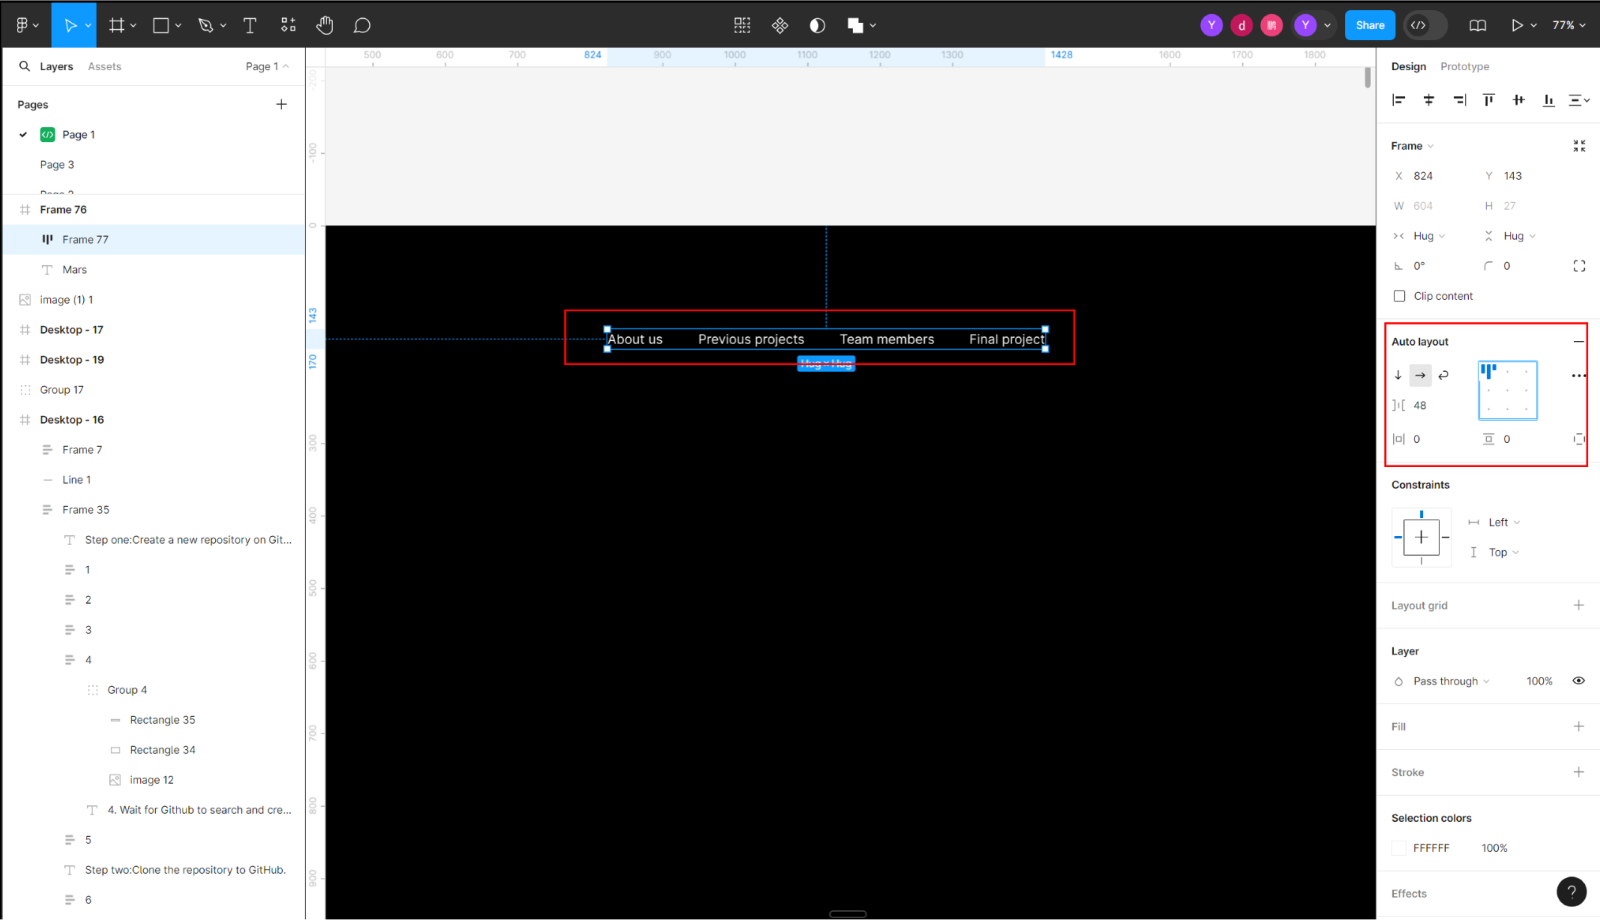 Y
d
鹏
Y
Share
77%
Layers
Assets
Page 1
500
600
700
824
900
1000
1100
1200
1300
1428
1600
1700
1800
Design
Prototype
Pages
Page 1
Page 3
Page 2
Frame 76
Frame 77
Mars
image (1) 1
Desktop - 17
Desktop - 19
Group 17
Desktop - 16
Frame 7
Line 1
Frame 35
Step one:Create a new repository on Git...
1
2
3
4
Group 4
Rectangle 35
Rectangle 34
image 12
4. Wait for Github to search and cre...
5
Step two:Clone the repository to GitHub.
6
-200
-100
0
143
170
300
400
500
600
700
800
900
About us
Previous projects
Team members
Final project
Hug × Hug
Frame
X 824
Y 143
W 604
H 27
Hug
Hug
0°
0
Clip content
Auto layout
48
0
0
Constraints
Left
Top
Layout grid
Layer
Pass through
100%
Fill
Stroke
Selection colors
FFFFFF
100%
Effects
?